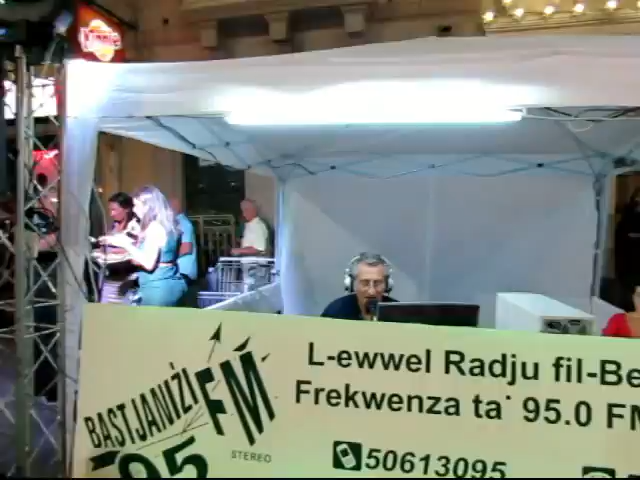 BASTJANIŻI FM
95
STEREO
L-ewwel Radju fil-Be
Frekwenza ta' 95.0 FM
50613095